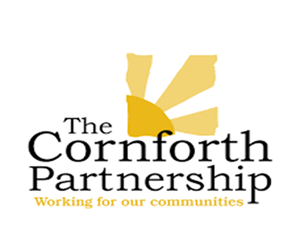 The
Cornforth
Partnership
Working for our communities